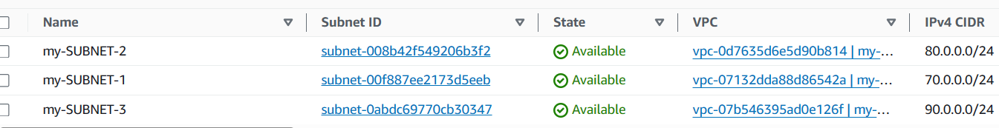 Name Subnet ID State VPC IPv4 CIDR
my-SUBNET-2 subnet-008b42f549206b3f2 Available vpc-0d7635d6e5d90b814 | my-… 80.0.0.0/24
my-SUBNET-1 subnet-00f887ee2173d5eeb Available vpc-07132dda88d86542a | my-… 70.0.0.0/24
my-SUBNET-3 subnet-0abdc69770cb30347 Available vpc-07b546395ad0e126f | my-… 90.0.0.0/24